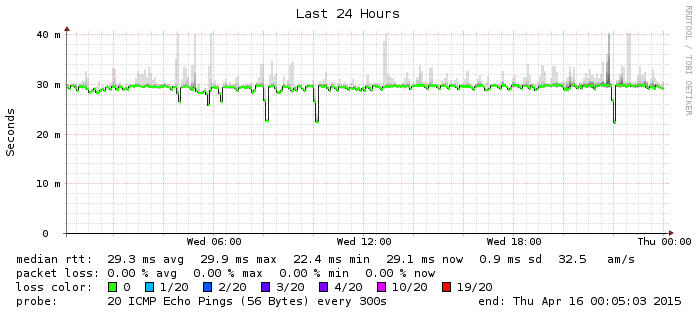 Last 24 Hours
RRDTOOL / TOBI OETIKER
Seconds
40 m
30 m
20 m
10 m
0
Wed 06:00 Wed 12:00 Wed 18:00 Thu 00:00
median rtt: 29.3 ms avg 29.9 ms max 22.4 ms min 29.1 ms now 0.9 ms sd 32.5 am/s
packet loss: 0.00 % avg 0.00 % max 0.00 % min 0.00 % now
loss color: 0 1/20 2/20 3/20 4/20 10/20 19/20
probe: 20 ICMP Echo Pings (56 Bytes) every 300s end: Thu Apr 16 00:05:03 2015